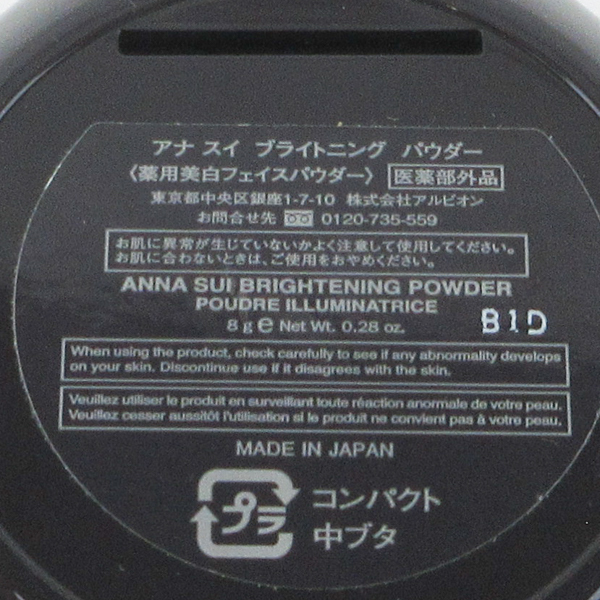 アナ スイ ブライトニング パウダー
〈薬用美白フェイスパウダー〉 医薬部外品
東京都中央区銀座1-7-10 株式会社アルビオン
お問合せ先 0120-735-559
お肌に異常が生じていないかよく注意して使用してください。
お肌に合わないときは、ご使用をおやめください。
ANNA SUI BRIGHTENING POWDER
POUDRE ILLUMINATRICE
8 g e Net Wt. 0.28 oz.
B1D
When using the product, check carefully to see if any abnormality develops
on your skin. Discontinue use if it disagrees with the skin.
Veuillez utiliser le produit en surveillant toute réaction anormale de votre peau.
Veuillez cesser aussitôt l'utilisation si le produit ne convient pas à votre peau.
MADE IN JAPAN
プラ
コンパクト
中ブタ